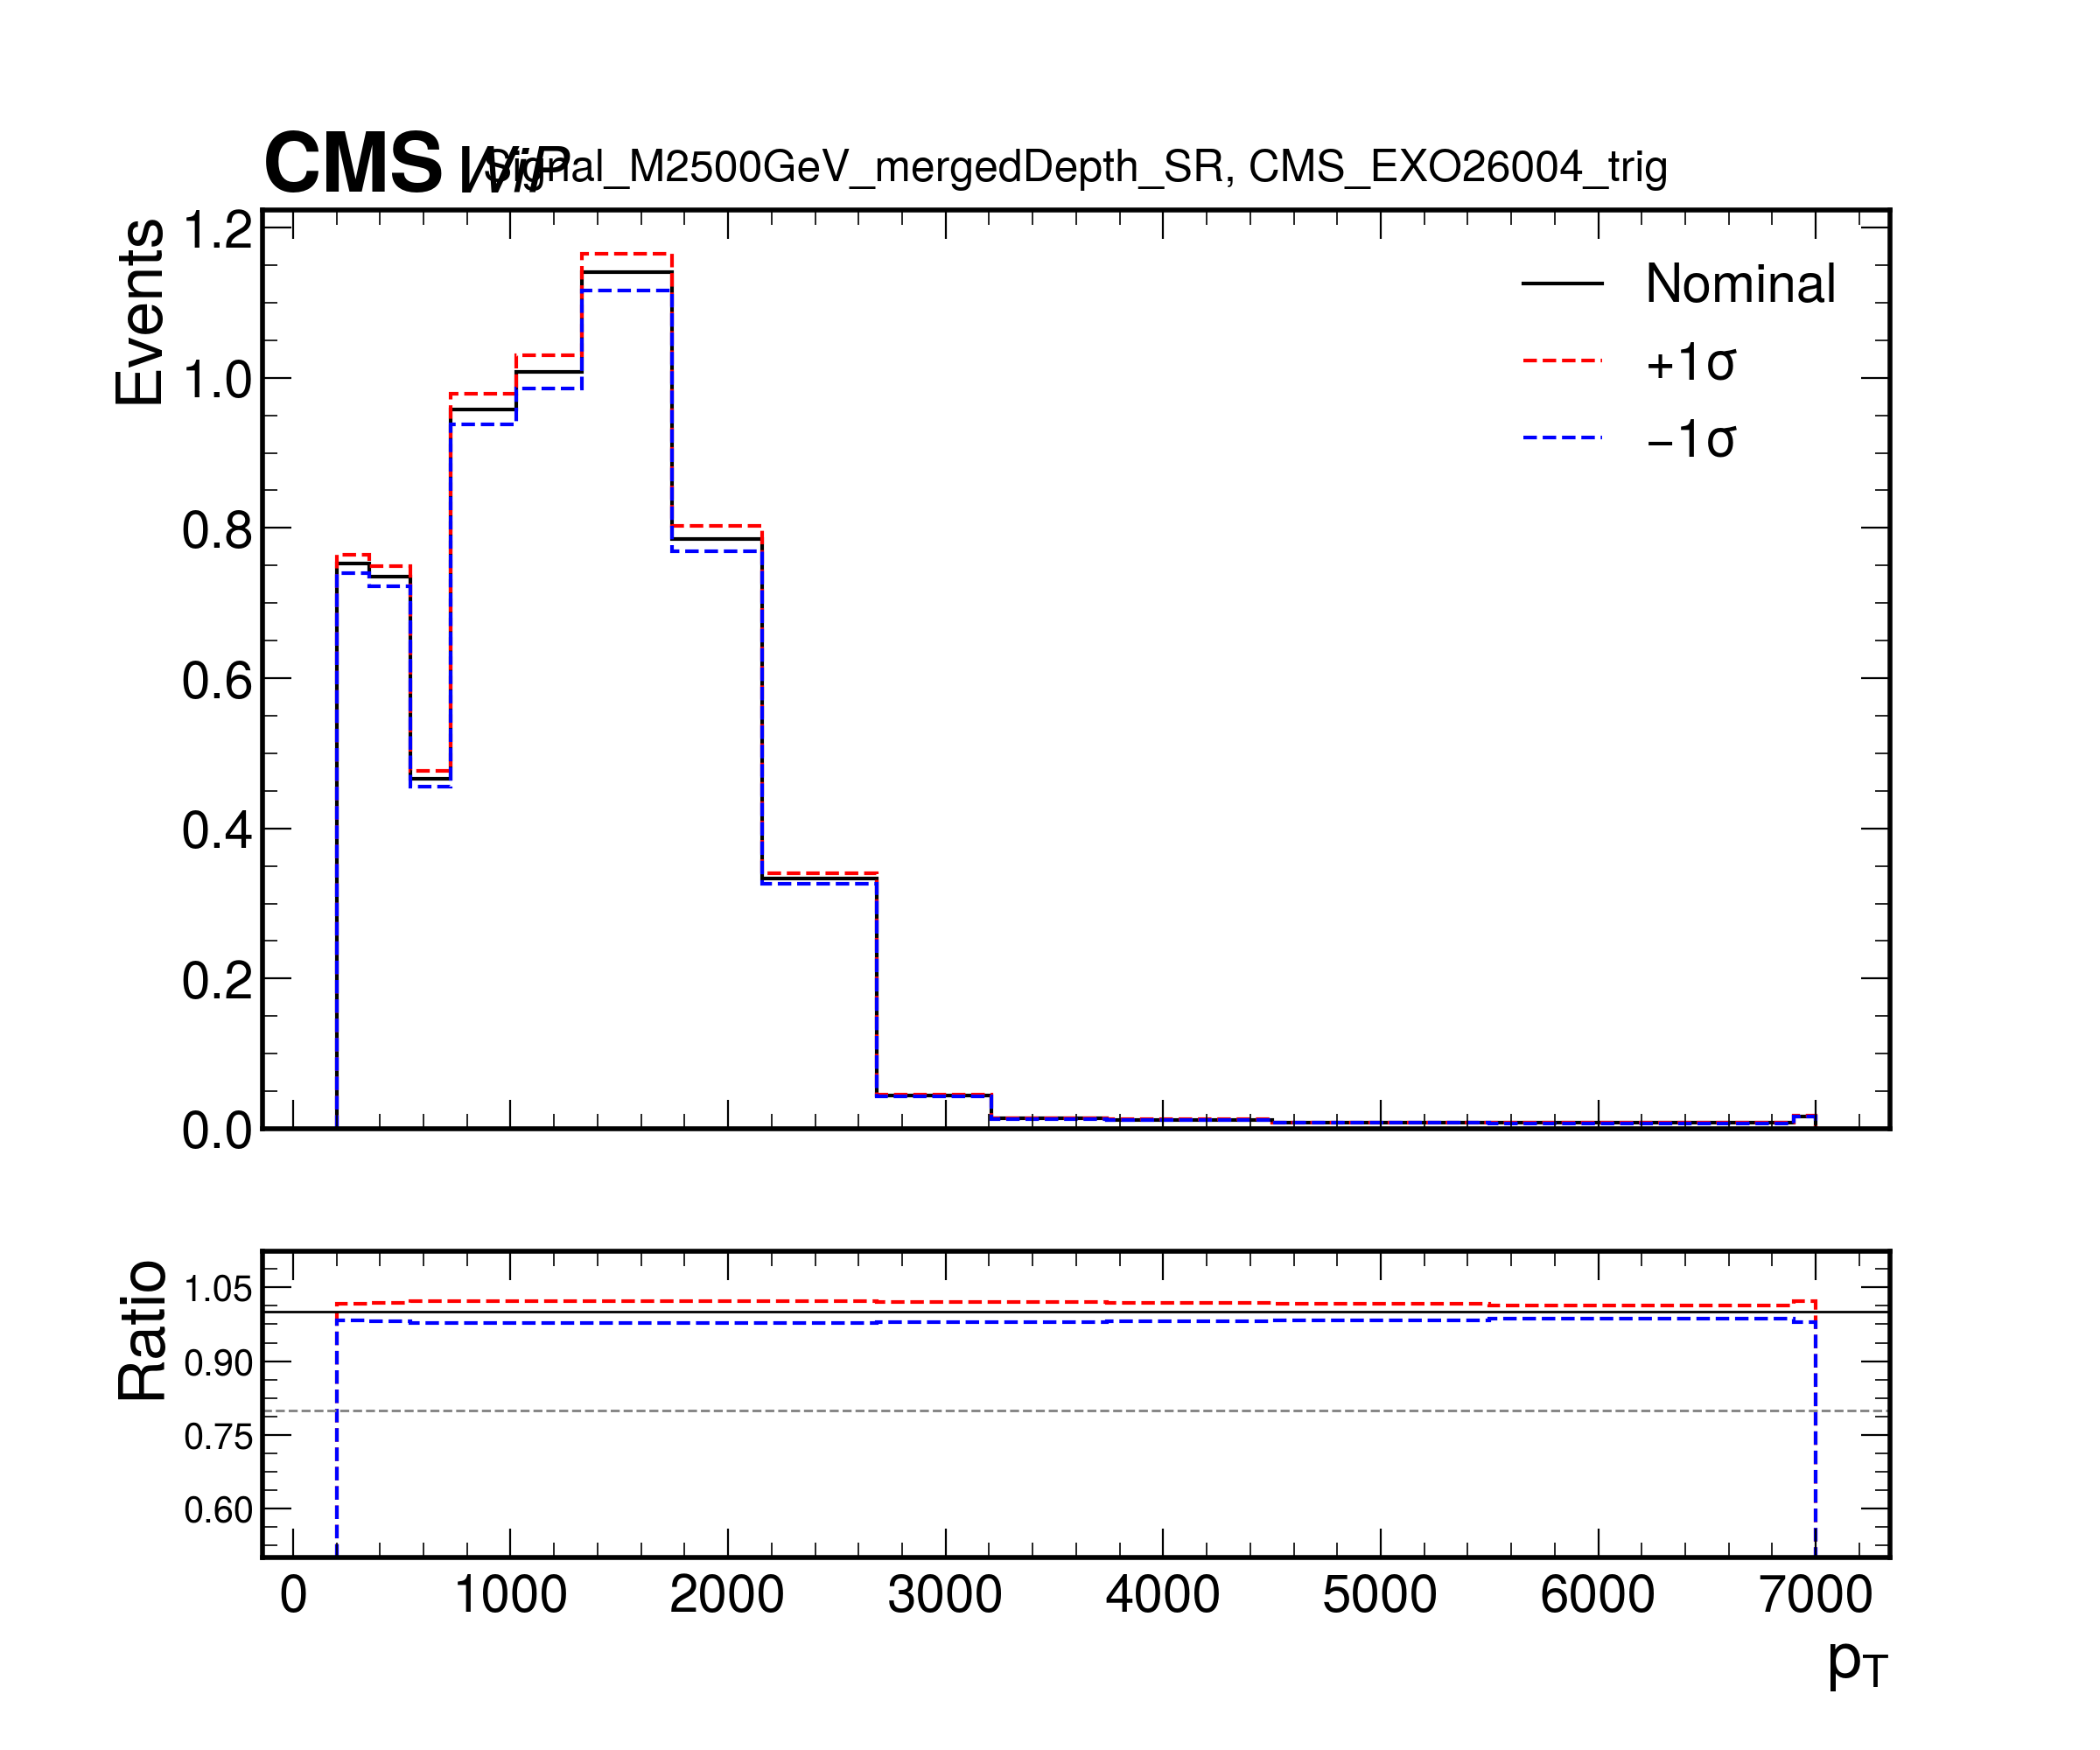 CMS WiP Signal_M2500GeV_mergedDepth_SR, CMS_EXO26004_trig
Events
1.2
1.0
0.8
0.6
0.4
0.2
0.0
Nominal
+1σ
−1σ
Ratio
1.05
0.90
0.75
0.60
0 1000 2000 3000 4000 5000 6000 7000
pT